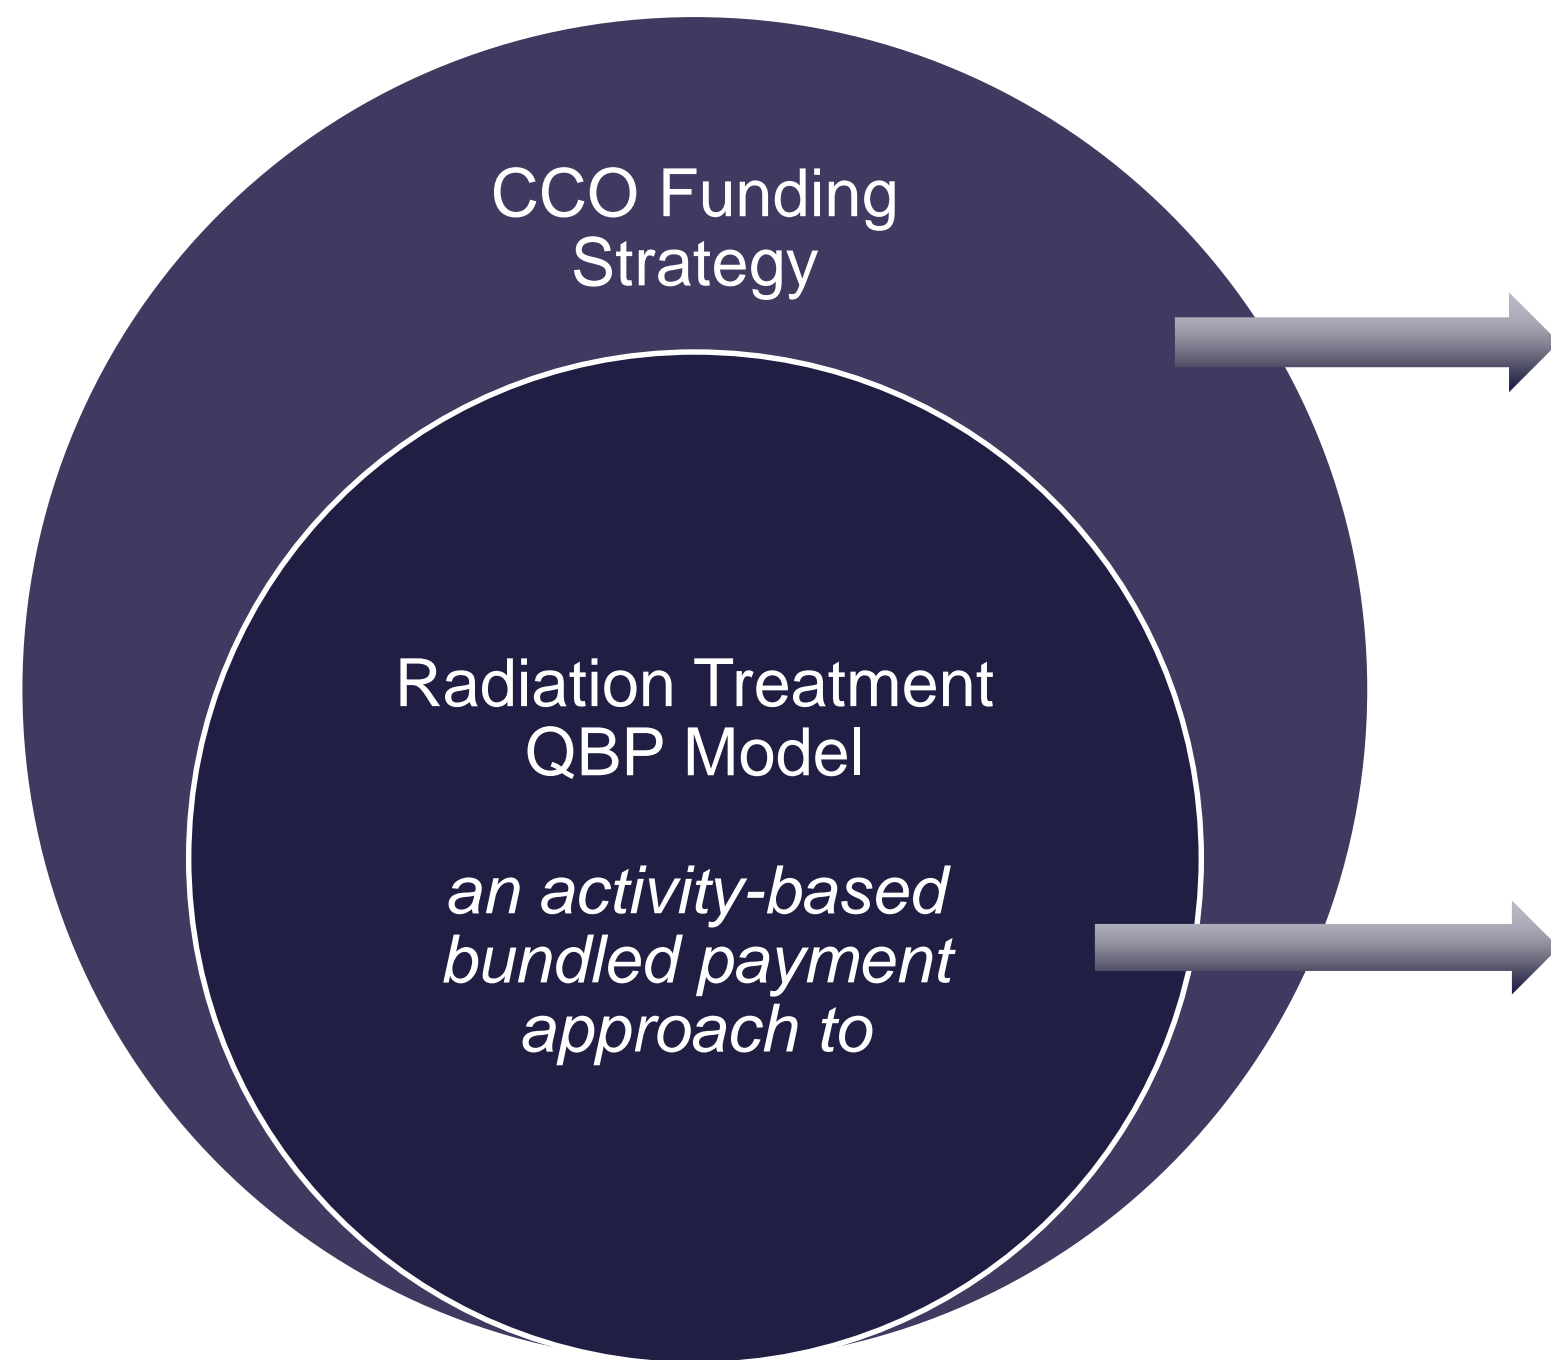 CCO Funding
Strategy
Radiation Treatment
QBP Model
an activity-based
bundled payment
approach to